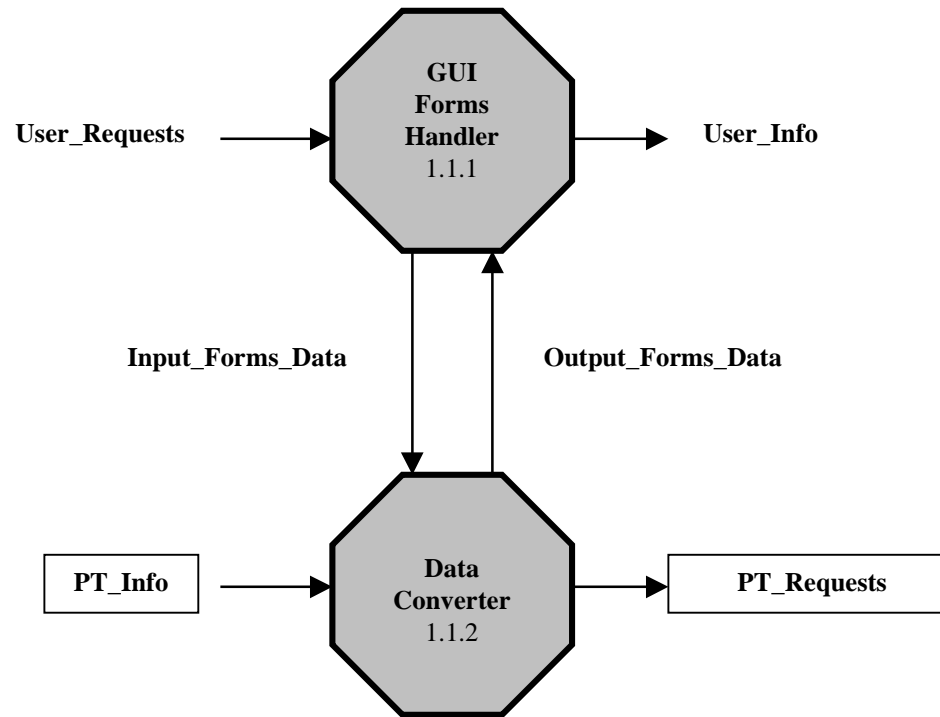 GUI
Forms
Handler
1.1.1
User_Requests
User_Info
Input_Forms_Data
Output_Forms_Data
PT_Info
Data
Converter
1.1.2
PT_Requests